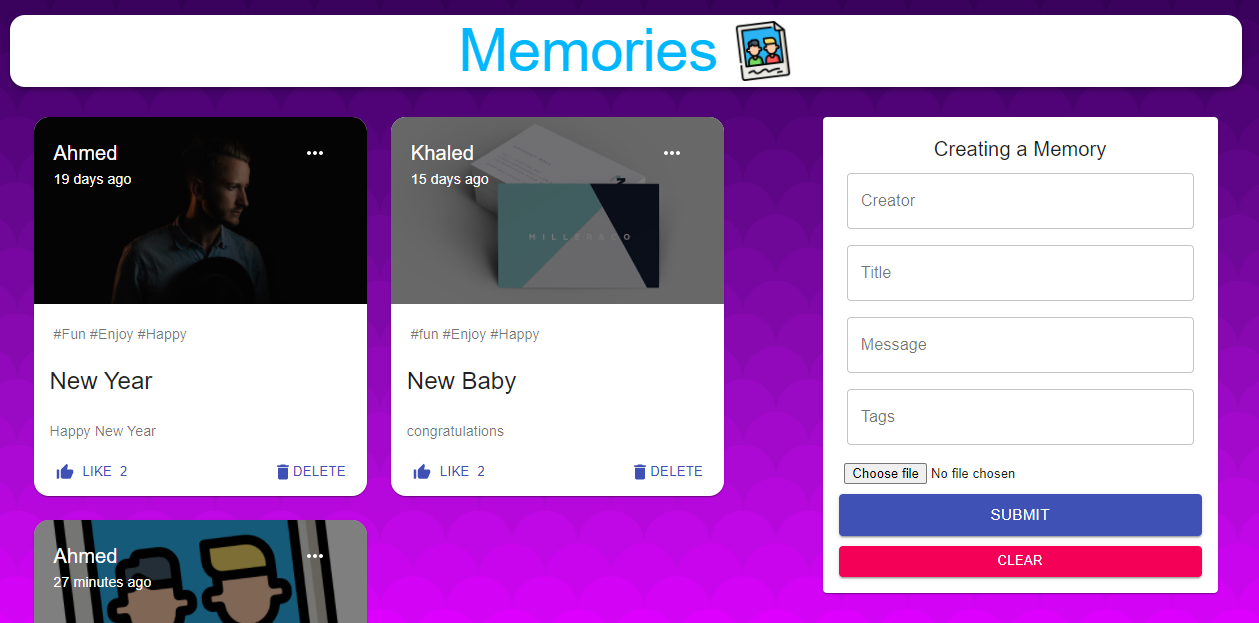 Memories
Ahmed
19 days ago
#Fun #Enjoy #Happy
New Year
Happy New Year
LIKE 2
DELETE
Khaled
15 days ago
MILLER&CO
#fun #Enjoy #Happy
New Baby
congratulations
LIKE 2
DELETE
Ahmed
27 minutes ago
Creating a Memory
Creator
Title
Message
Tags
Choose file No file chosen
SUBMIT
CLEAR